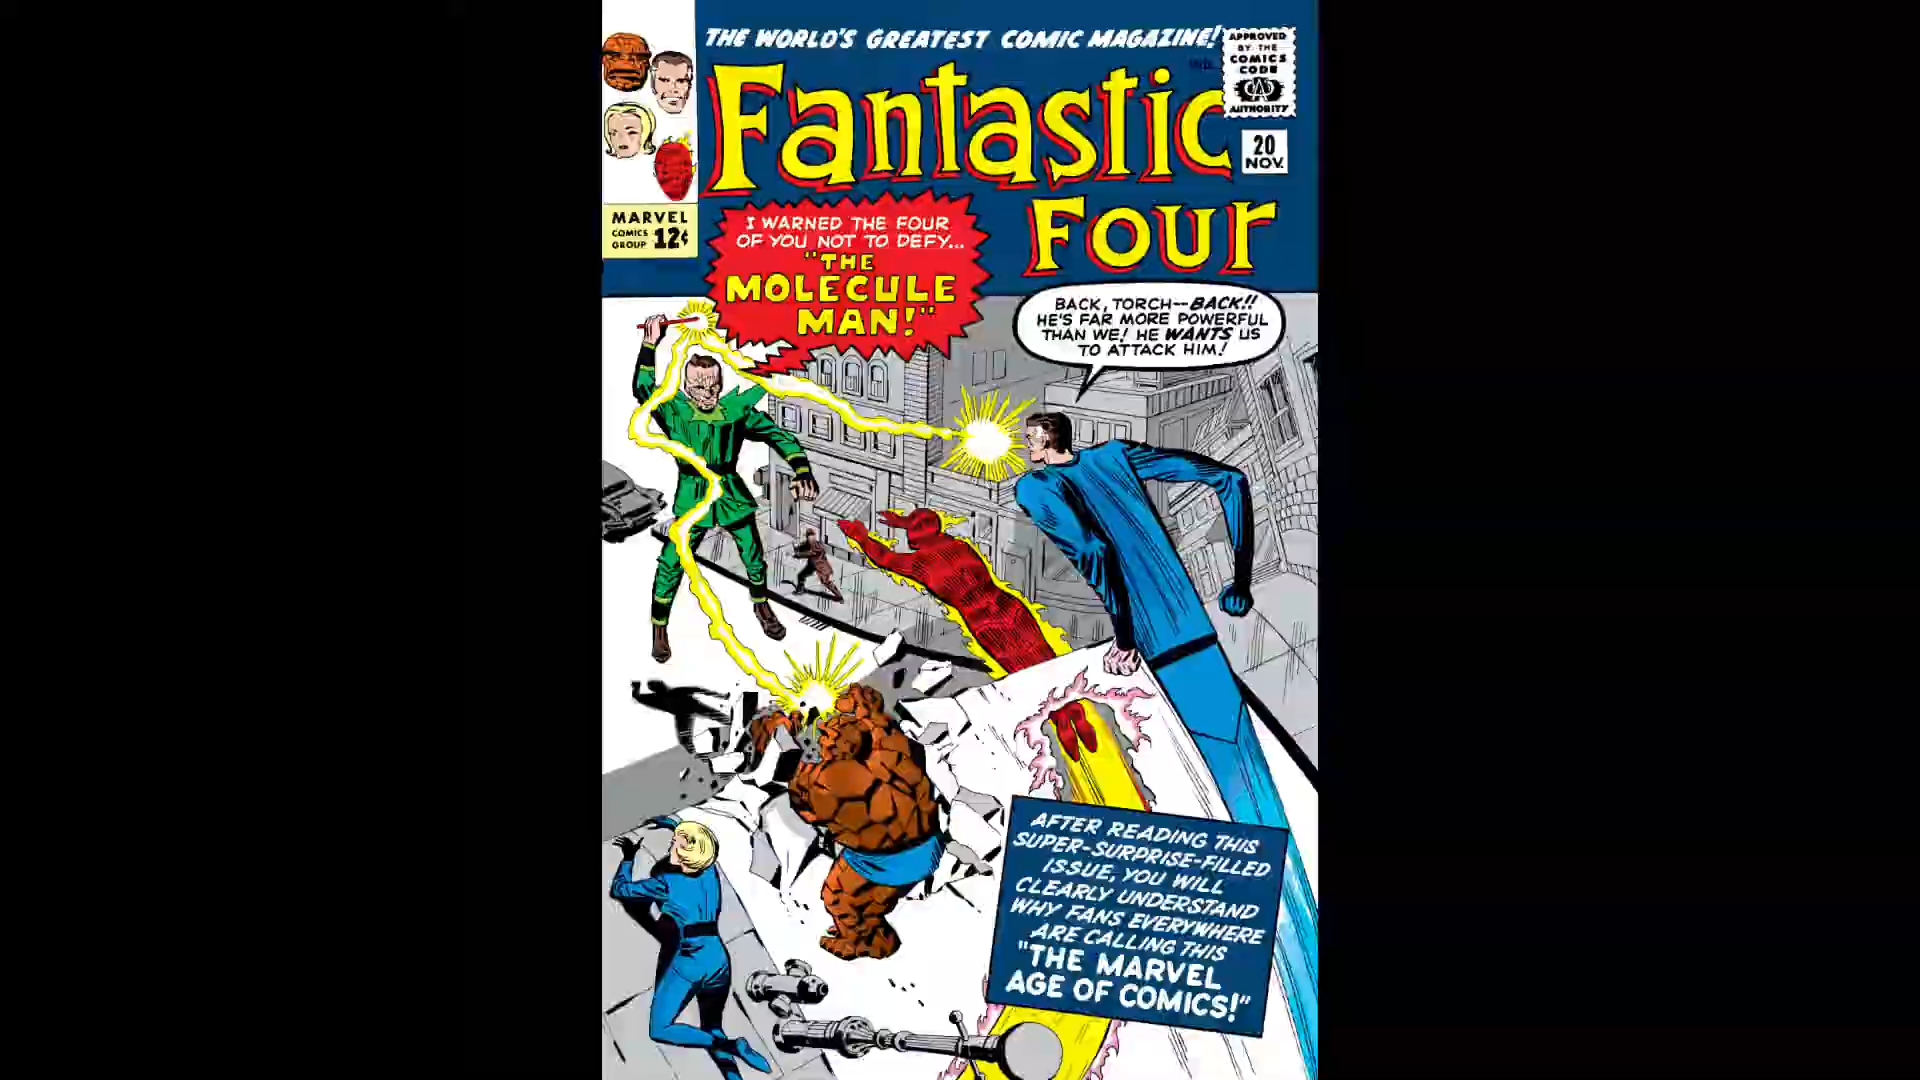 THE WORLD'S GREATEST COMIC MAGAZINE!
IND.
APPROVED
BY THE
COMICS
CODE
CA
AUTHORITY
Fantastic
Four
20
NOV.
MARVEL
COMICS
GROUP
12¢
I WARNED THE FOUR
OF YOU NOT TO DEFY...
"THE
MOLECULE
MAN!"
BACK, TORCH--BACK!!
HE'S FAR MORE POWERFUL
THAN WE! HE WANTS US
TO ATTACK HIM!
AFTER READING THIS
SUPER-SURPRISE-FILLED
ISSUE, YOU WILL
CLEARLY UNDERSTAND
WHY FANS EVERYWHERE
ARE CALLING THIS
"THE MARVEL
AGE OF COMICS!"